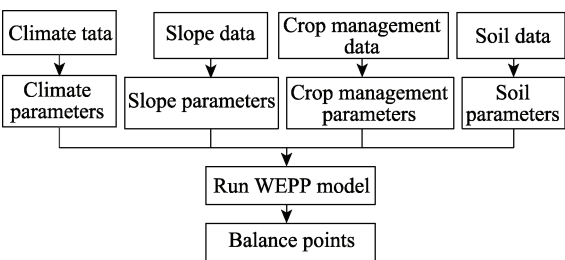 Climate tata
Slope data
Crop management
data
Soil data
Climate
parameters
Slope parameters
Crop management
parameters
Soil
parameters
Run WEPP model
Balance points